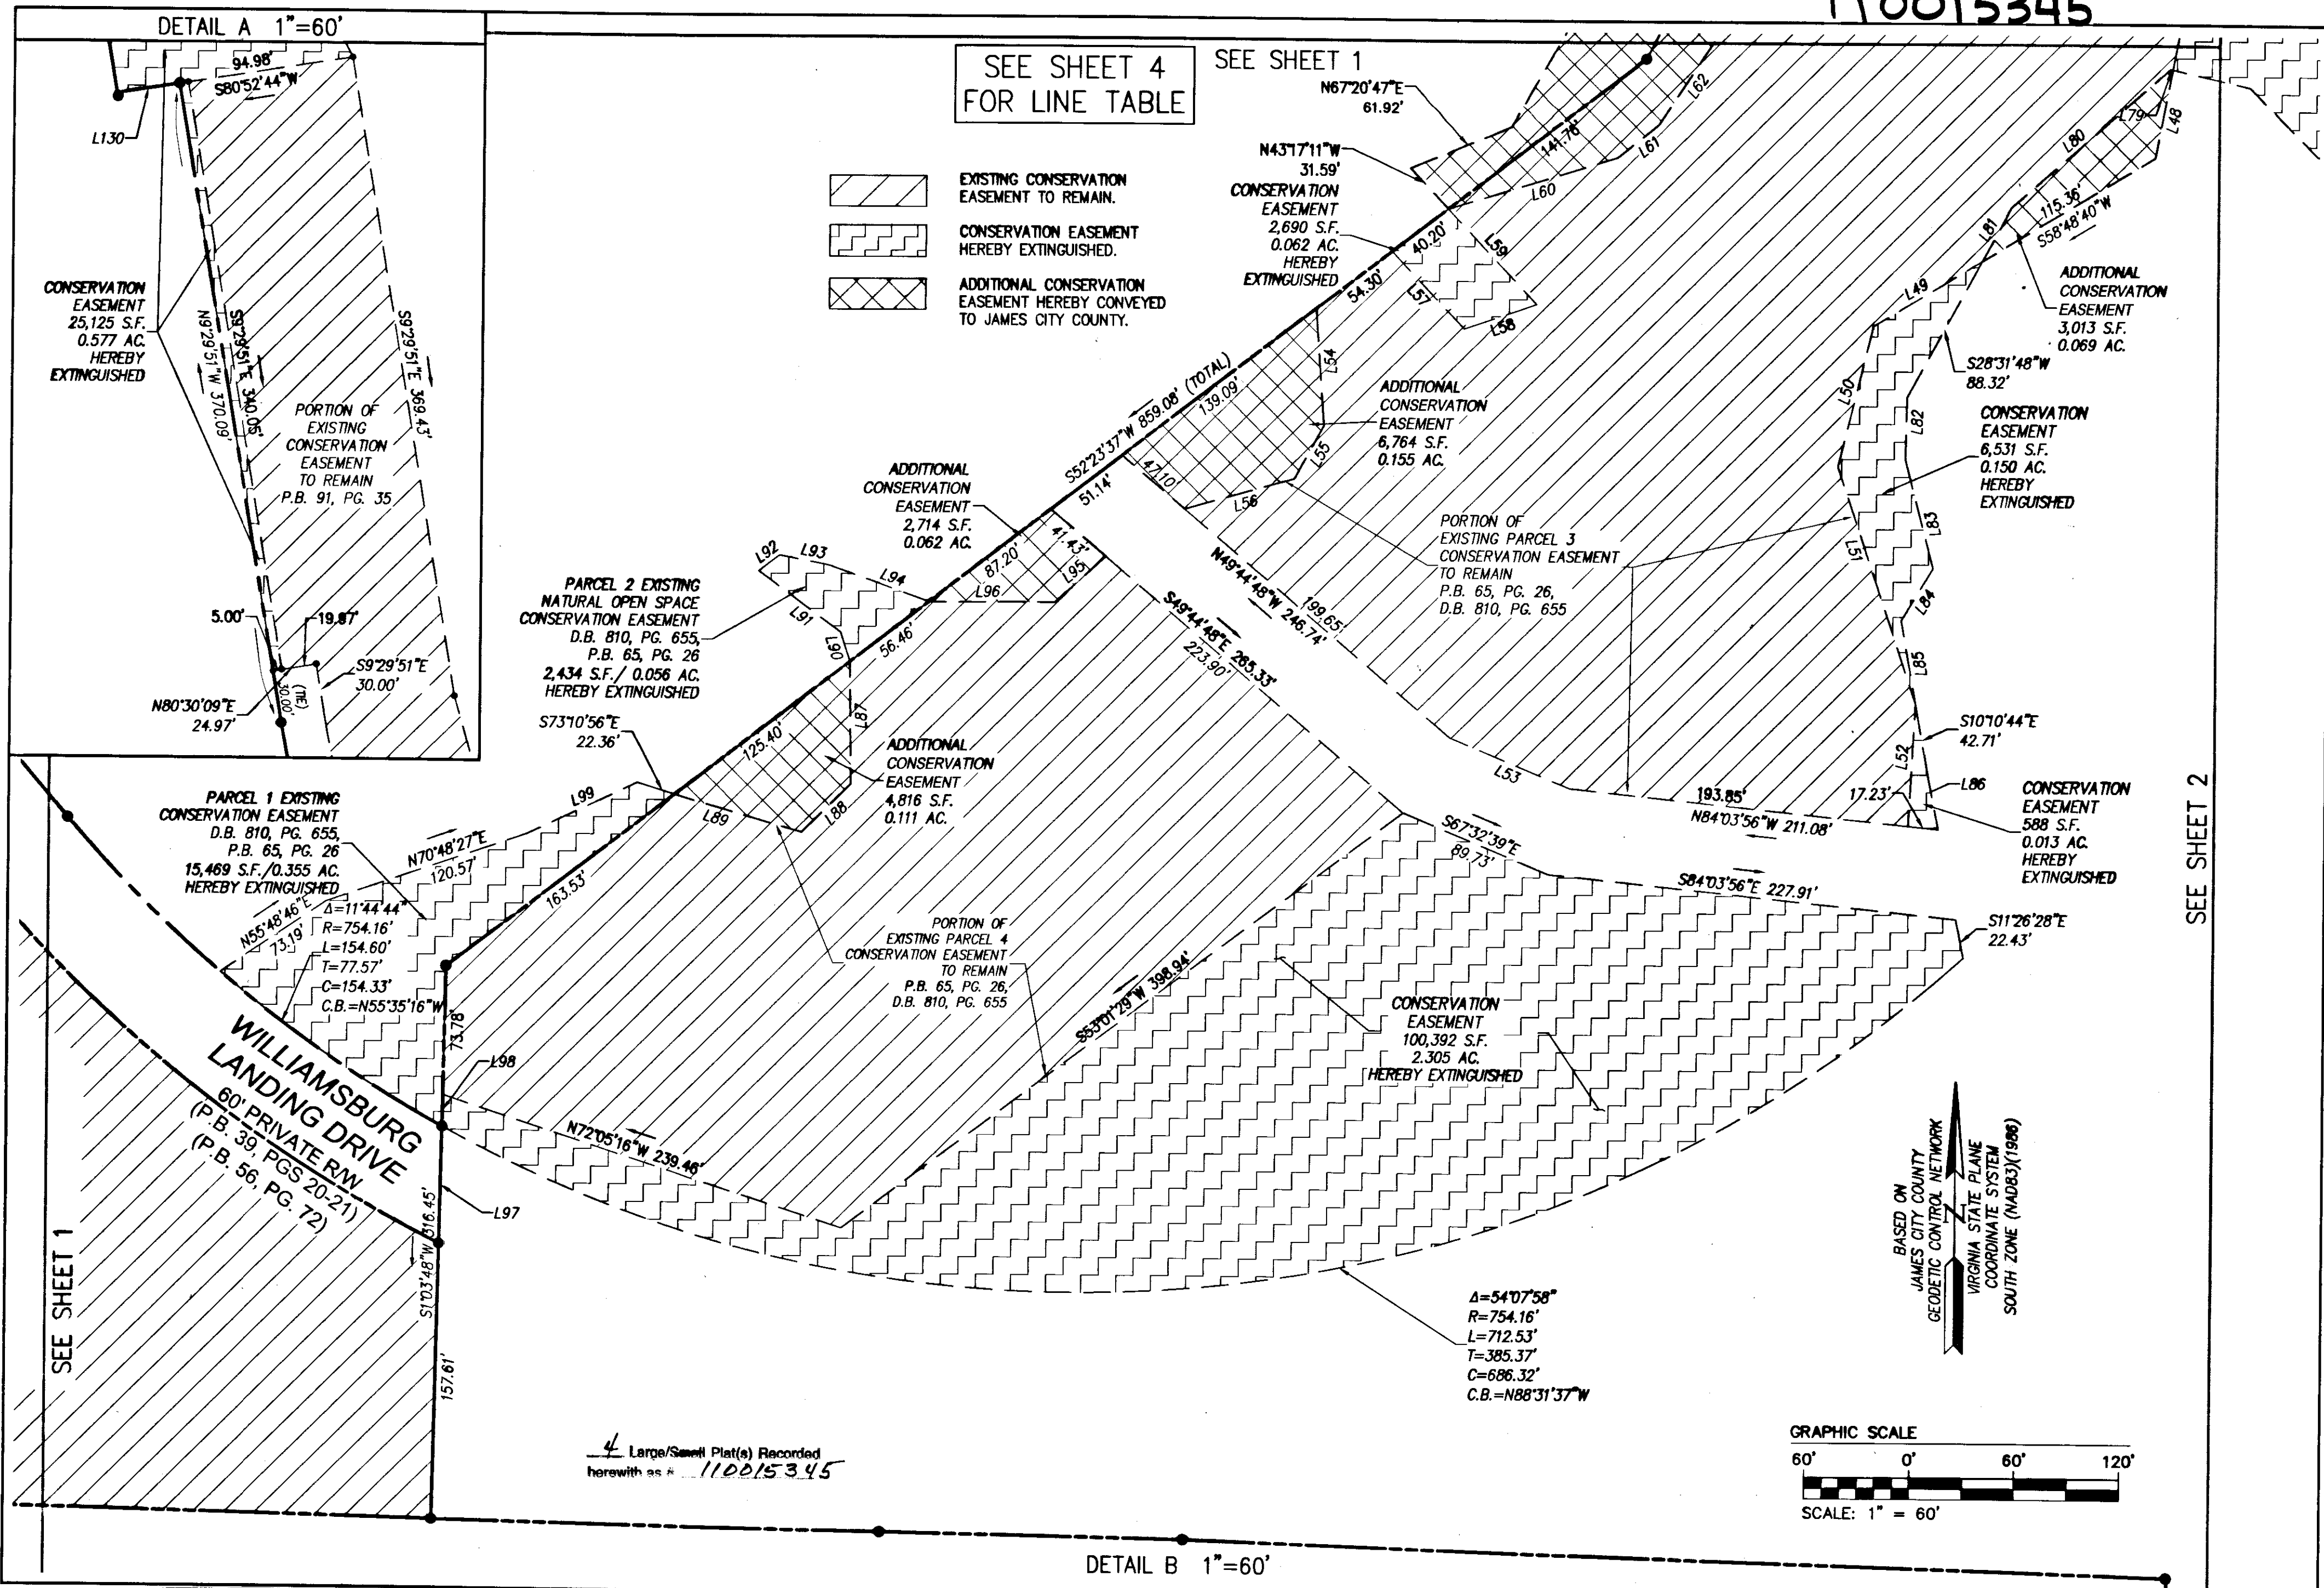 110015345
DETAIL A 1"=60'
94.98'
S80°52'44"W
L130
CONSERVATION
EASEMENT
25,125 S.F.
0.577 AC.
HEREBY
EXTINGUISHED
N9°29'51"W 370.09'
S9°29'51"E 340.05'
S9°29'51"E 369.43'
PORTION OF
EXISTING
CONSERVATION
EASEMENT
TO REMAIN
P.B. 91, PG. 35
5.00'
19.97'
S9°29'51"E
30.00'
(TIE)
30.00'
N80°30'09"E
24.97'
SEE SHEET 4
FOR LINE TABLE
SEE SHEET 1
EXISTING CONSERVATION
EASEMENT TO REMAIN.
CONSERVATION EASEMENT
HEREBY EXTINGUISHED.
ADDITIONAL CONSERVATION
EASEMENT HEREBY CONVEYED
TO JAMES CITY COUNTY.
N67°20'47"E
61.92'
N43°17'11"W
31.59'
CONSERVATION
EASEMENT
2,690 S.F.
0.062 AC.
HEREBY
EXTINGUISHED
141.76'
L62
L61
L60
L59
40.20'
54.30'
L57
L58
L54
L79
L48
L80
115.36'
S58°48'40"W
L81
ADDITIONAL
CONSERVATION
EASEMENT
3,013 S.F.
0.069 AC.
L49
S28°31'48"W
88.32'
L50
L82
CONSERVATION
EASEMENT
6,531 S.F.
0.150 AC.
HEREBY
EXTINGUISHED
L83
L51
L84
L85
S52°23'37"W 859.08' (TOTAL)
139.09'
ADDITIONAL
CONSERVATION
EASEMENT
6,764 S.F.
0.155 AC.
L55
47.10'
L56
51.14'
ADDITIONAL
CONSERVATION
EASEMENT
2,714 S.F.
0.062 AC.
41.43'
87.20'
L95
L96
L92
L93
L94
L91
L90
56.46'
PARCEL 2 EXISTING
NATURAL OPEN SPACE
CONSERVATION EASEMENT
D.B. 810, PG. 655,
P.B. 65, PG. 26
2,434 S.F./ 0.056 AC.
HEREBY EXTINGUISHED
PORTION OF
EXISTING PARCEL 3
CONSERVATION EASEMENT
TO REMAIN
P.B. 65, PG. 26,
D.B. 810, PG. 655
N49°44'48"W 246.74'
199.65'
S49°44'48"E 265.33'
223.90'
S73°10'56"E
22.36'
125.40'
L87
L88
L89
ADDITIONAL
CONSERVATION
EASEMENT
4,816 S.F.
0.111 AC.
L53
193.85'
N84°03'56"W 211.08'
17.23'
L52
S10°10'44"E
42.71'
L86
CONSERVATION
EASEMENT
588 S.F.
0.013 AC.
HEREBY
EXTINGUISHED
SEE SHEET 2
PARCEL 1 EXISTING
CONSERVATION EASEMENT
D.B. 810, PG. 655,
P.B. 65, PG. 26
15,469 S.F./0.355 AC.
HEREBY EXTINGUISHED
L99
N70°48'27"E
120.57'
163.53'
N55°48'46"E
73.19'
Δ=11°44'44"
R=754.16'
L=154.60'
T=77.57'
C=154.33'
C.B.=N55°35'16"W
73.78'
L98
S67°32'39"E
89.73'
S84°03'56"E 227.91'
S11°26'28"E
22.43'
PORTION OF
EXISTING PARCEL 4
CONSERVATION EASEMENT
TO REMAIN
P.B. 65, PG. 26,
D.B. 810, PG. 655
S53°01'29"W 398.94'
CONSERVATION
EASEMENT
100,392 S.F.
2.305 AC.
HEREBY EXTINGUISHED
WILLIAMSBURG
LANDING DRIVE
60' PRIVATE R/W
(P.B. 39, PGS 20-21)
(P.B. 56, PG. 72)
N72°05'16"W 239.46'
L97
S1°03'48"W 316.45'
157.61'
SEE SHEET 1
Δ=54°07'58"
R=754.16'
L=712.53'
T=385.37'
C=686.32'
C.B.=N88°31'37"W
BASED ON
JAMES CITY COUNTY
GEODETIC CONTROL NETWORK
N
VIRGINIA STATE PLANE
COORDINATE SYSTEM
SOUTH ZONE (NAD83)(1986)
4 Large/Small Plat(s) Recorded
herewith as # 110015345
GRAPHIC SCALE
60' 0' 60' 120'
SCALE: 1" = 60'
DETAIL B 1"=60'